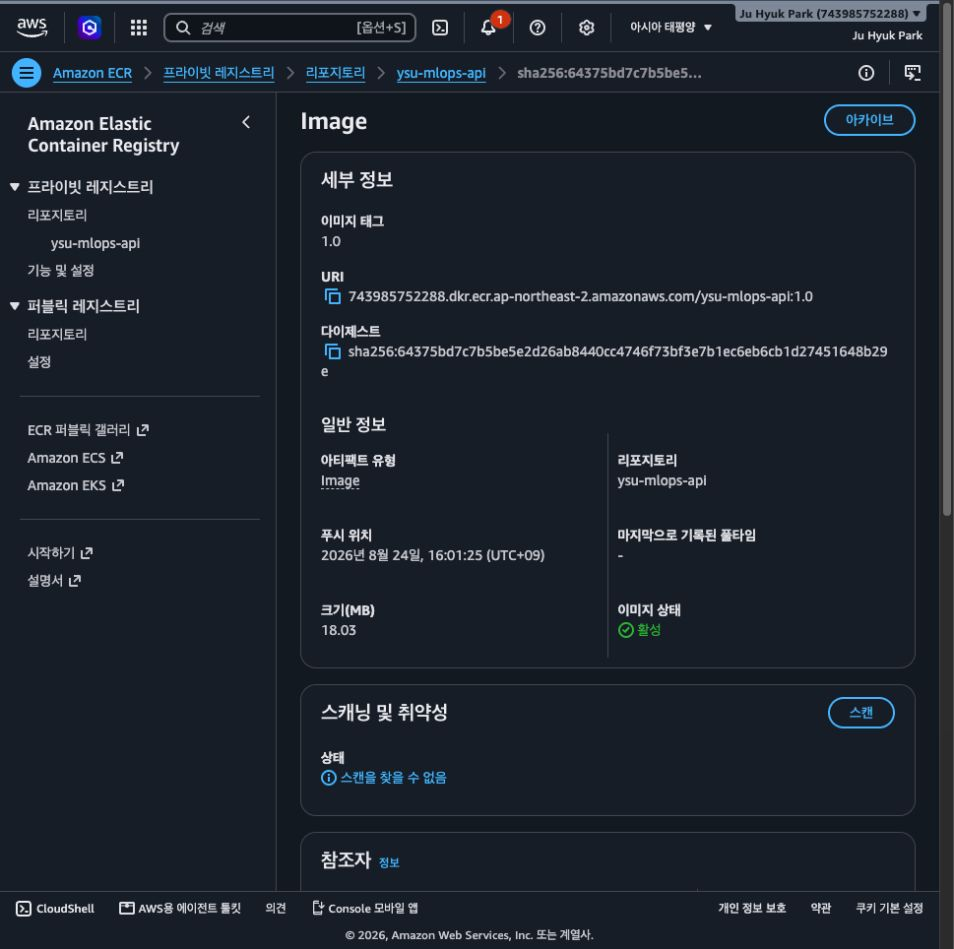 aws
검색
[옵션+S]
1
아시아 태평양 ▼
Ju Hyuk Park (743985752288) ▼
Ju Hyuk Park
Amazon ECR > 프라이빗 레지스트리 > 리포지토리 > ysu-mlops-api > sha256:64375bd7c7b5be5...
Amazon Elastic
Container Registry
▼ 프라이빗 레지스트리
리포지토리
ysu-mlops-api
기능 및 설정
▼ 퍼블릭 레지스트리
리포지토리
설정
ECR 퍼블릭 갤러리
Amazon ECS
Amazon EKS
시작하기
설명서
Image
아카이브
세부 정보
이미지 태그
1.0
URI
743985752288.dkr.ecr.ap-northeast-2.amazonaws.com/ysu-mlops-api:1.0
다이제스트
sha256:64375bd7c7b5be5e2d26ab8440cc4746f73bf3e7b1ec6eb6cb1d27451648b29
e
일반 정보
아티팩트 유형
Image
리포지토리
ysu-mlops-api
푸시 위치
2026년 8월 24일, 16:01:25 (UTC+09)
마지막으로 기록된 풀타임
-
크기(MB)
18.03
이미지 상태
활성
스캐닝 및 취약성
스캔
상태
스캔을 찾을 수 없음
참조자 정보
CloudShell
AWS용 에이전트 툴킷
의견
Console 모바일 앱
개인 정보 보호
약관
쿠키 기본 설정
© 2026, Amazon Web Services, Inc. 또는 계열사.